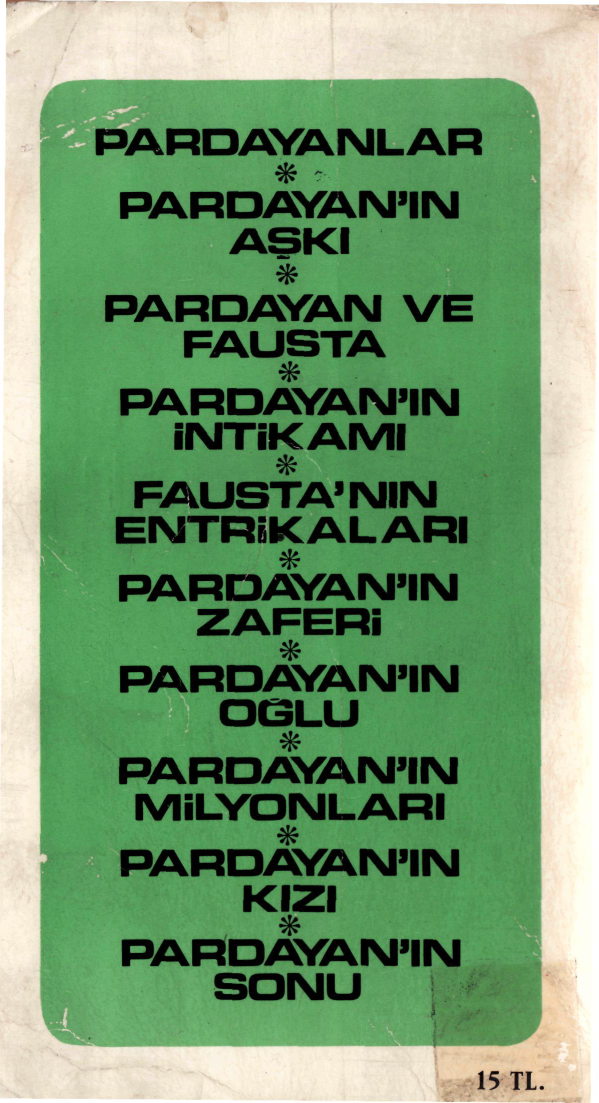 PARDAYANLAR
*
PARDAYAN'IN
AŞKI
*
PARDAYAN VE
FAUSTA
*
PARDAYAN'IN
İNTİKAMI
*
FAUSTA'NIN
ENTRİKALARI
*
PARDAYAN'IN
ZAFERİ
*
PARDAYAN'IN
OĞLU
*
PARDAYAN'IN
MİLYONLARI
*
PARDAYAN'IN
KIZI
*
PARDAYAN'IN
SONU
15 TL.